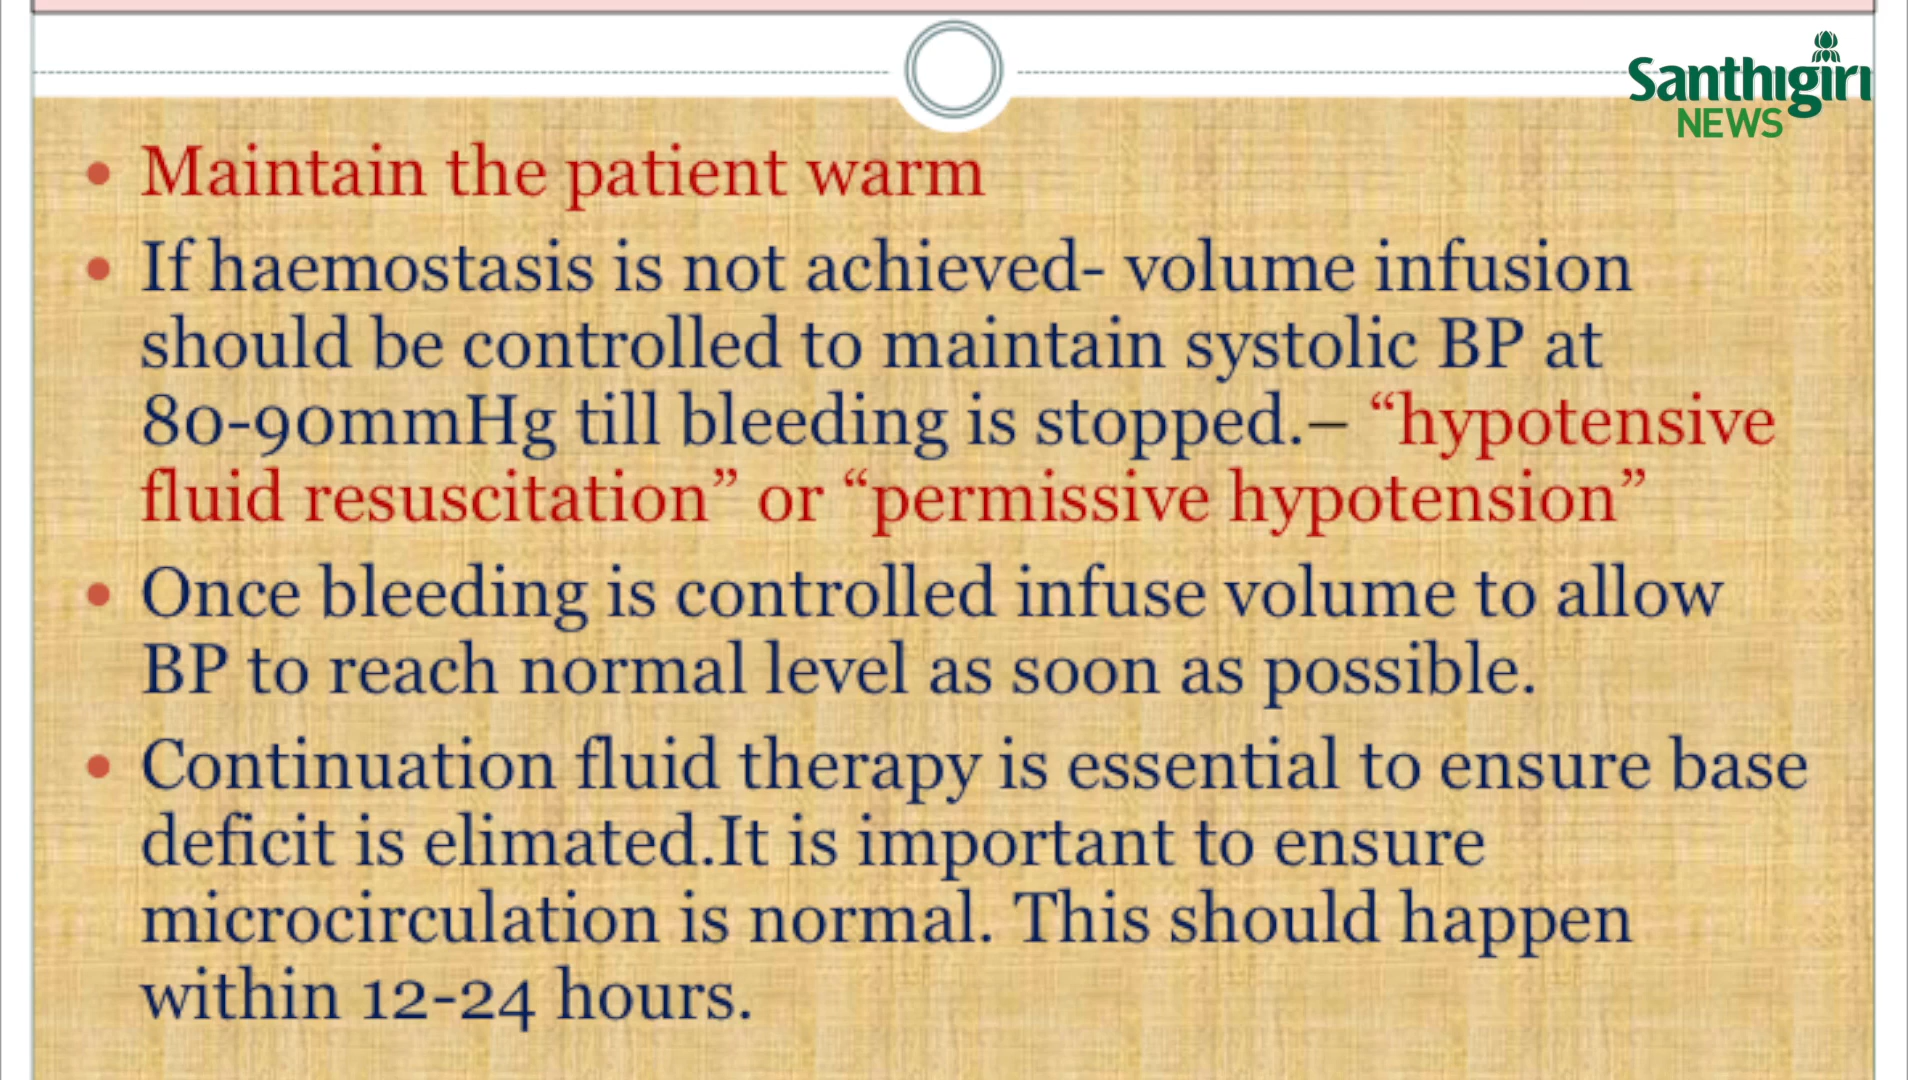 Santhigiri
NEWS
• Maintain the patient warm
• If haemostasis is not achieved- volume infusion
should be controlled to maintain systolic BP at
80-90mmHg till bleeding is stopped.– “hypotensive
fluid resuscitation” or “permissive hypotension”
• Once bleeding is controlled infuse volume to allow
BP to reach normal level as soon as possible.
• Continuation fluid therapy is essential to ensure base
deficit is elimated.It is important to ensure
microcirculation is normal. This should happen
within 12-24 hours.